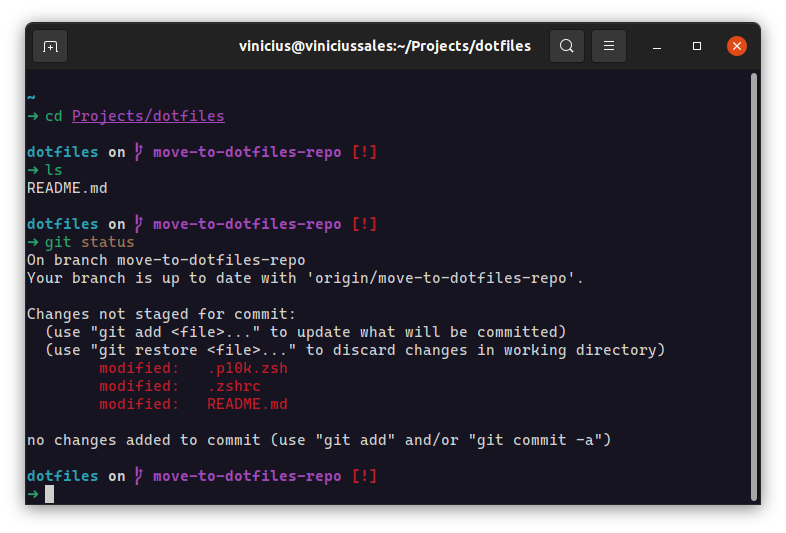 vinicius@viniciussales:~/Projects/dotfiles
~
➜ cd Projects/dotfiles
dotfiles on move-to-dotfiles-repo [!]
➜ ls
README.md
dotfiles on move-to-dotfiles-repo [!]
➜ git status
On branch move-to-dotfiles-repo
Your branch is up to date with 'origin/move-to-dotfiles-repo'.
Changes not staged for commit:
(use "git add <file>..." to update what will be committed)
(use "git restore <file>..." to discard changes in working directory)
modified: .p10k.zsh
modified: .zshrc
modified: README.md
no changes added to commit (use "git add" and/or "git commit -a")
dotfiles on move-to-dotfiles-repo [!]
➜